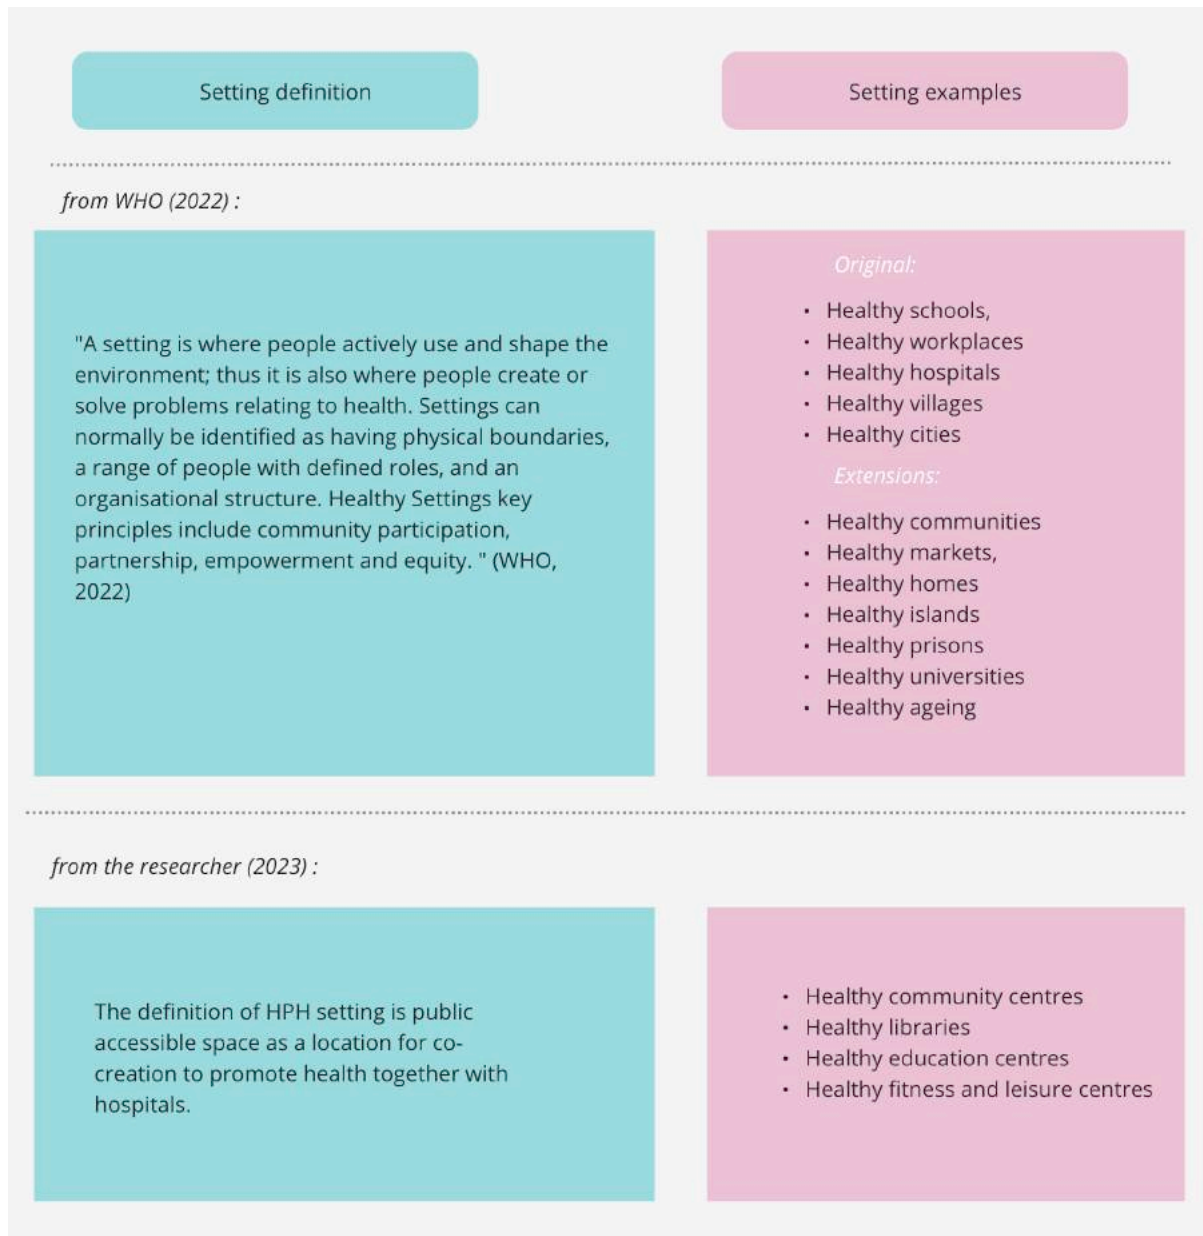 Setting definition
Setting examples
from WHO (2022) :
"A setting is where people actively use and shape the
environment; thus it is also where people create or
solve problems relating to health. Settings can
normally be identified as having physical boundaries,
a range of people with defined roles, and an
organisational structure. Healthy Settings key
principles include community participation,
partnership, empowerment and equity. " (WHO,
2022)
Original:
• Healthy schools,
• Healthy workplaces
• Healthy hospitals
• Healthy villages
• Healthy cities
Extensions:
• Healthy communities
• Healthy markets,
• Healthy homes
• Healthy islands
• Healthy prisons
• Healthy universities
• Healthy ageing
from the researcher (2023) :
The definition of HPH setting is public
accessible space as a location for co-
creation to promote health together with
hospitals.
• Healthy community centres
• Healthy libraries
• Healthy education centres
• Healthy fitness and leisure centres